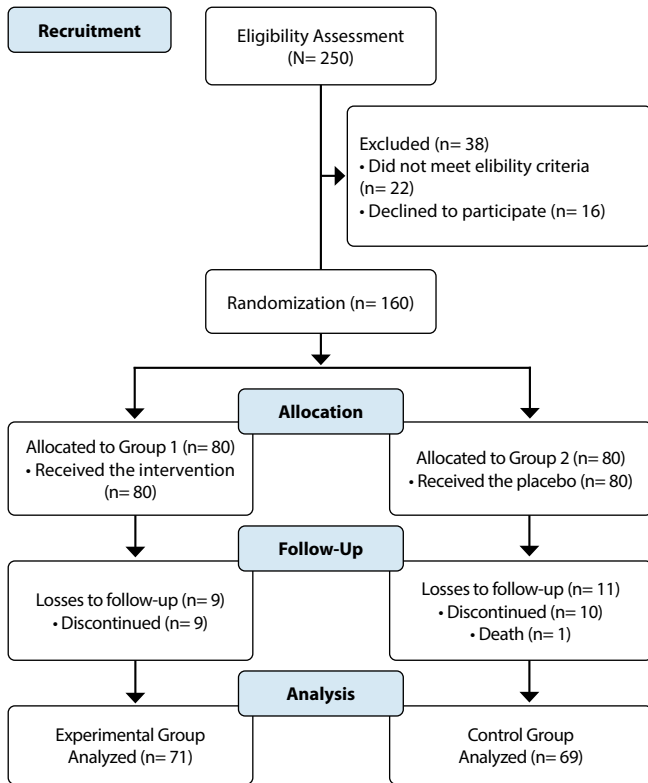 Recruitment
Eligibility Assessment
(N= 250)
Excluded (n= 38)
• Did not meet elibility criteria
(n= 22)
• Declined to participate (n= 16)
Randomization (n= 160)
Allocation
Allocated to Group 1 (n= 80)
• Received the intervention
(n= 80)
Allocated to Group 2 (n= 80)
• Received the placebo (n= 80)
Follow-Up
Losses to follow-up (n= 9)
• Discontinued (n= 9)
Losses to follow-up (n= 11)
• Discontinued (n= 10)
• Death (n= 1)
Analysis
Experimental Group
Analyzed (n= 71)
Control Group
Analyzed (n= 69)